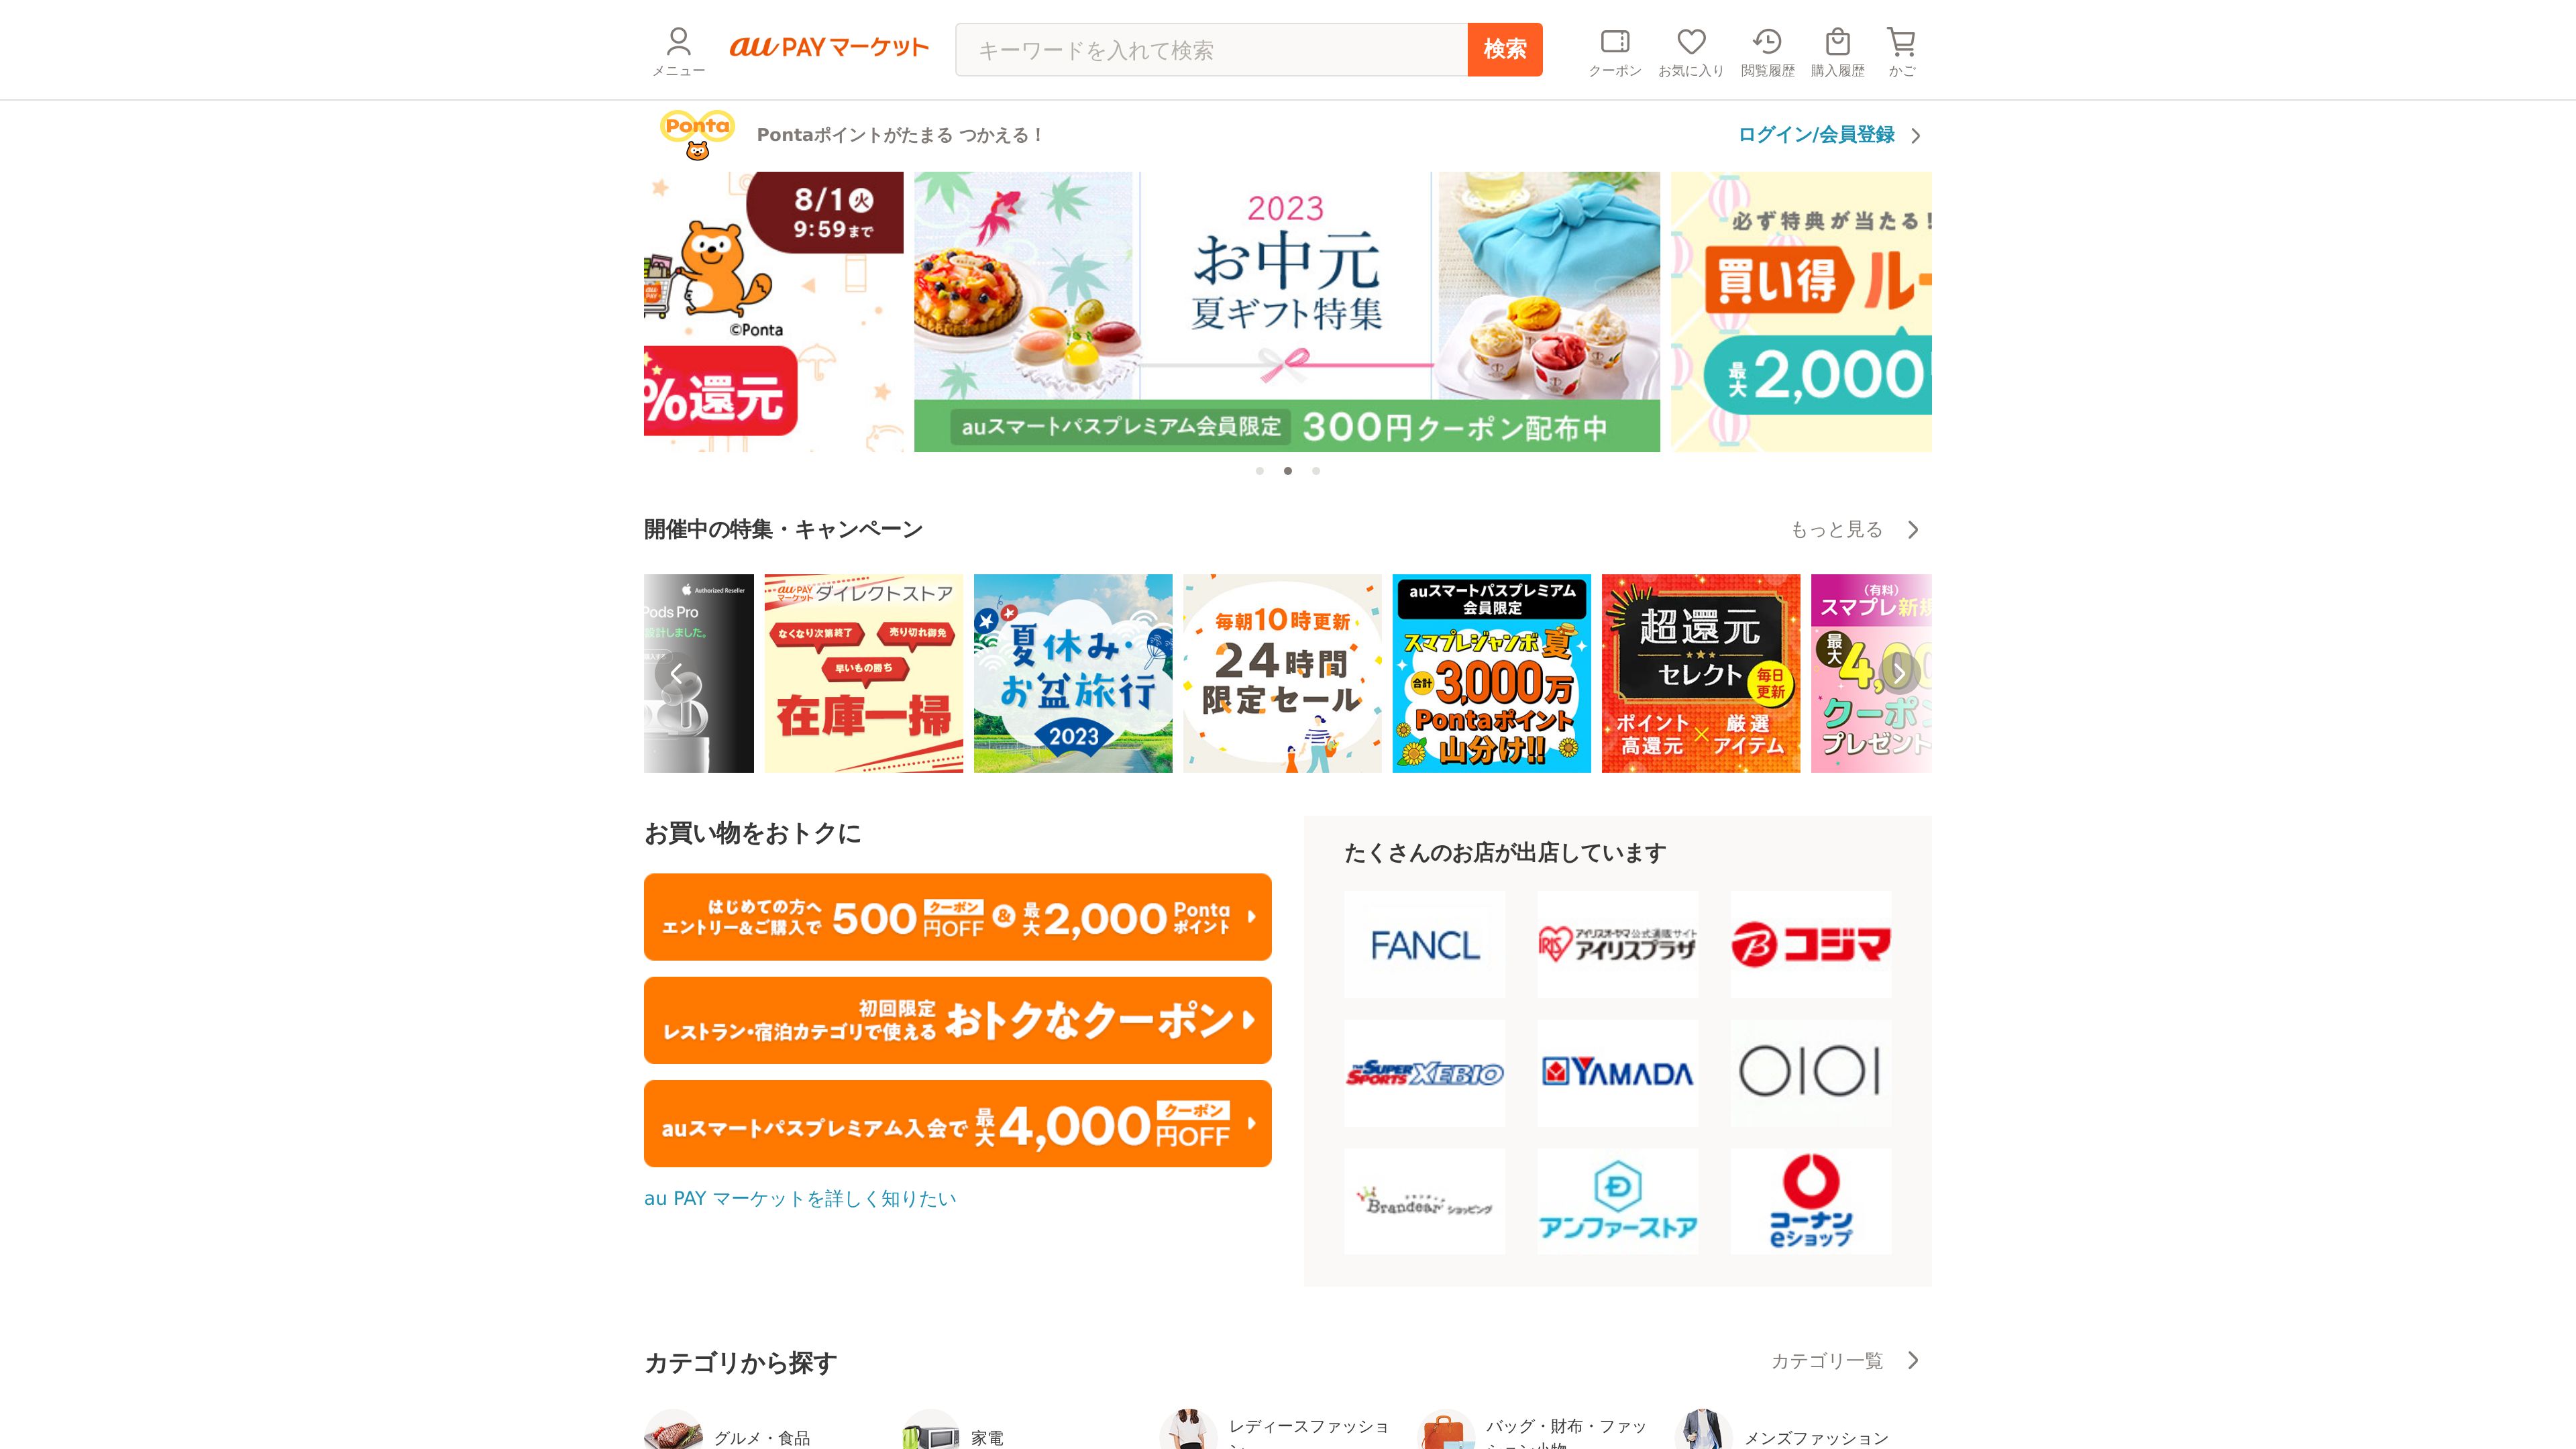 メニュー
au PAY マーケット
キーワードを入れて検索
検索
クーポン
お気に入り
閲覧履歴
購入履歴
かご
Ponta
Pontaポイントがたまる つかえる！
ログイン/会員登録
8/1火
9:59まで
©Ponta
%還元
2023
お中元
夏ギフト特集
auスマートパスプレミアム会員限定 300円クーポン配布中
必ず特典が当たる！
買い得
最大2,000
開催中の特集・キャンペーン
もっと見る
Authorized Reseller
Pods Pro
設計しました。
au PAY マーケット ダイレクトストア
なくなり次第終了
売り切れ御免
早いもの勝ち
在庫一掃
夏休み・
お盆旅行
2023
毎朝10時更新
24時間
限定セール
auスマートパスプレミアム
会員限定
スマプレジャンボ夏
合計3,000万
Pontaポイント
山分け!!
超還元
セレクト
毎日
更新
ポイント
高還元
×
厳選
アイテム
（有料）
スマプレ新規
最大
クーポン
プレゼント
お買い物をおトクに
はじめての方へ
エントリー&ご購入で 500 クーポン 円OFF & 最大 2,000 Ponta ポイント
初回限定
レストラン・宿泊カテゴリで使える おトクなクーポン
auスマートパスプレミアム入会で 最大 4,000 クーポン 円OFF
au PAY マーケットを詳しく知りたい
たくさんのお店が出店しています
FANCL
IRIS アイリスオーヤマ公式通販サイト
アイリスプラザ
コジマ
THE SUPER SPORTS XEBIO
YAMADA
OIOI
Brandear ショッピング
アンファーストア
コーナン
eショップ
カテゴリから探す
カテゴリ一覧
グルメ・食品
家電
レディースファッショ
ン
バッグ・財布・ファッ
ション小物
メンズファッション